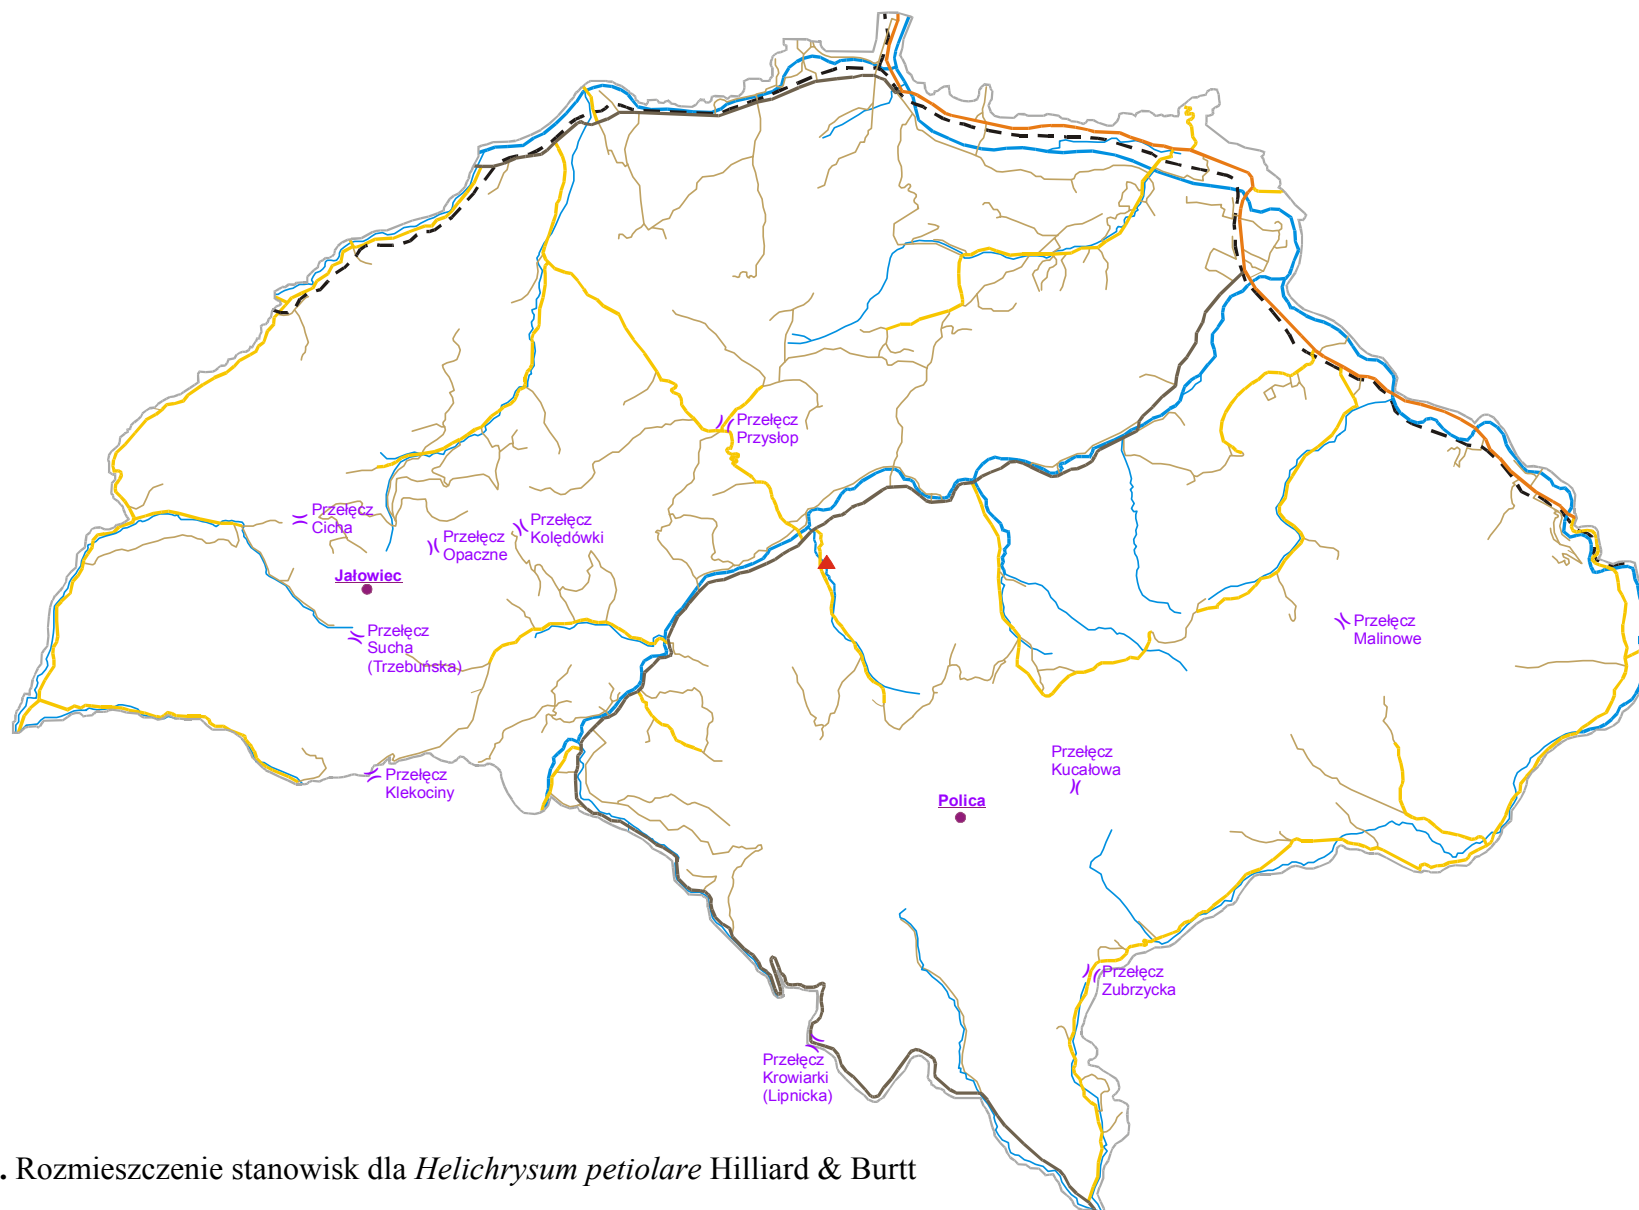 Przełęcz
Przysłop
Przełęcz
Cicha
Przełęcz
Kolędówki
Przełęcz
Opaczne
Jałowiec
Przełęcz
Sucha
(Trzebuńska)
Przełęcz
Malinowe
Przełęcz
Kucałowa
Przełęcz
Klekociny
Polica
Przełęcz
Zubrzycka
Przełęcz
Krowiarki
(Lipnicka)
. Rozmieszczenie stanowisk dla Helichrysum petiolare Hilliard & Burtt